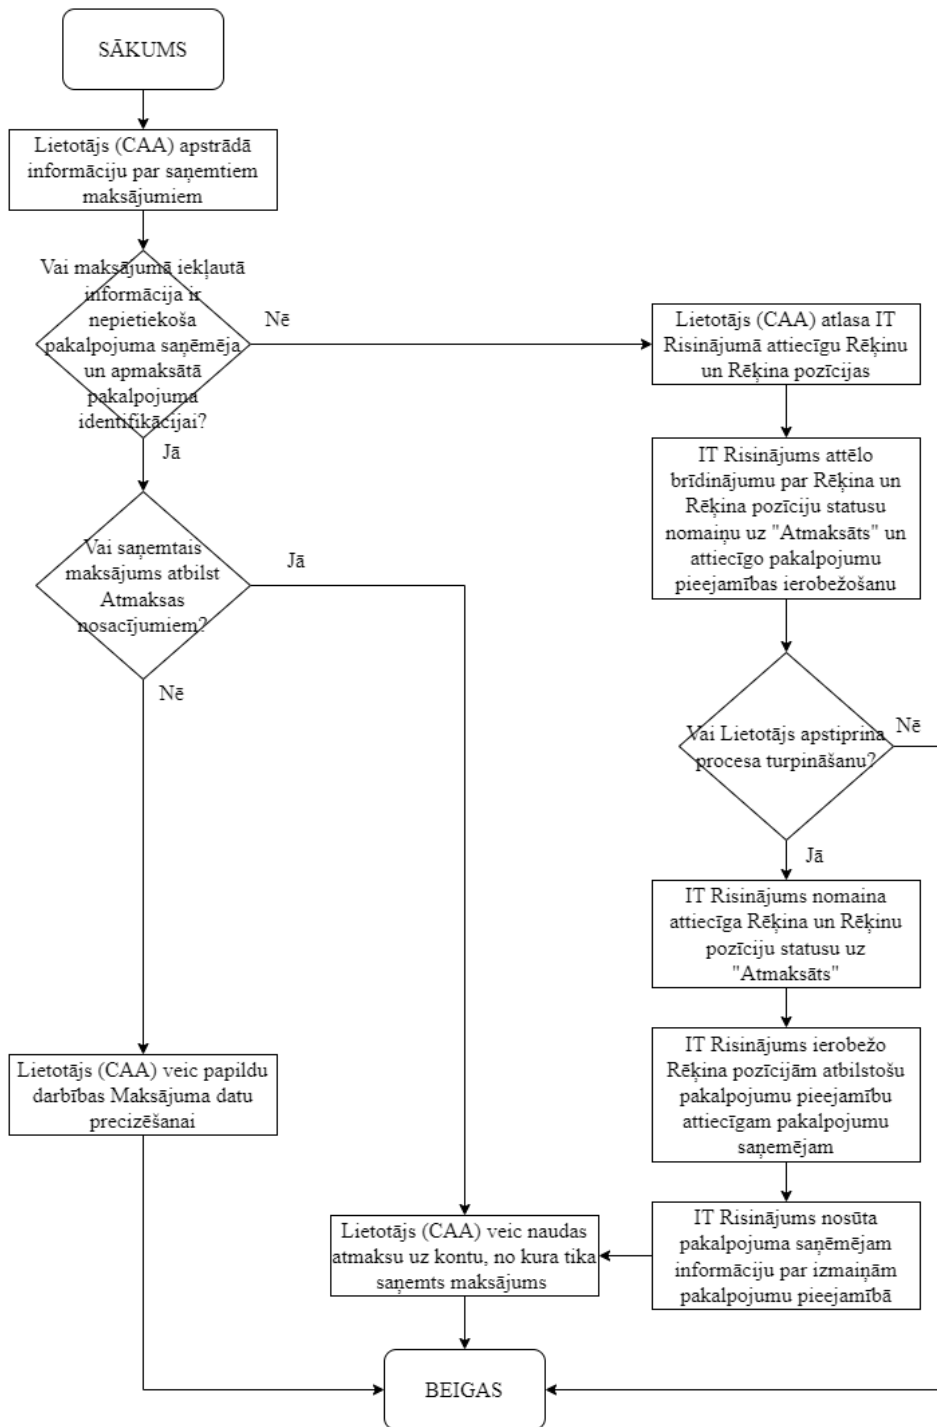 SĀKUMS
Lietotājs (CAA) apstrādā
informāciju par saņemtiem
maksājumiem
Vai maksājumā iekļautā
informācija ir
nepietiekoša
pakalpojuma saņēmēja
un apmaksātā
pakalpojuma
identifikācijai?
Nē
Jā
Lietotājs (CAA) atlasa IT
Risinājumā attiecīgu Rēķinu
un Rēķina pozīcijas
IT Risinājums attēlo
brīdinājumu par Rēķina un
Rēķina pozīciju statusu
nomaiņu uz "Atmaksāts" un
attiecīgo pakalpojumu
pieejamības ierobežošanu
Vai saņemtais
maksājums atbilst
Atmaksas
nosacījumiem?
Jā
Nē
Vai Lietotājs apstiprina
procesa turpināšanu?
Nē
Jā
IT Risinājums nomaina
attiecīga Rēķina un Rēķinu
pozīciju statusu uz
"Atmaksāts"
IT Risinājums ierobežo
Rēķina pozīcijām atbilstošu
pakalpojumu pieejamību
attiecīgam pakalpojumu
saņemējam
Lietotājs (CAA) veic papildu
darbības Maksājuma datu
precizēšanai
IT Risinājums nosūta
pakalpojuma saņēmējam
informāciju par izmaiņām
pakalpojumu pieejamībā
Lietotājs (CAA) veic naudas
atmaksu uz kontu, no kura tika
saņemts maksājums
BEIGAS